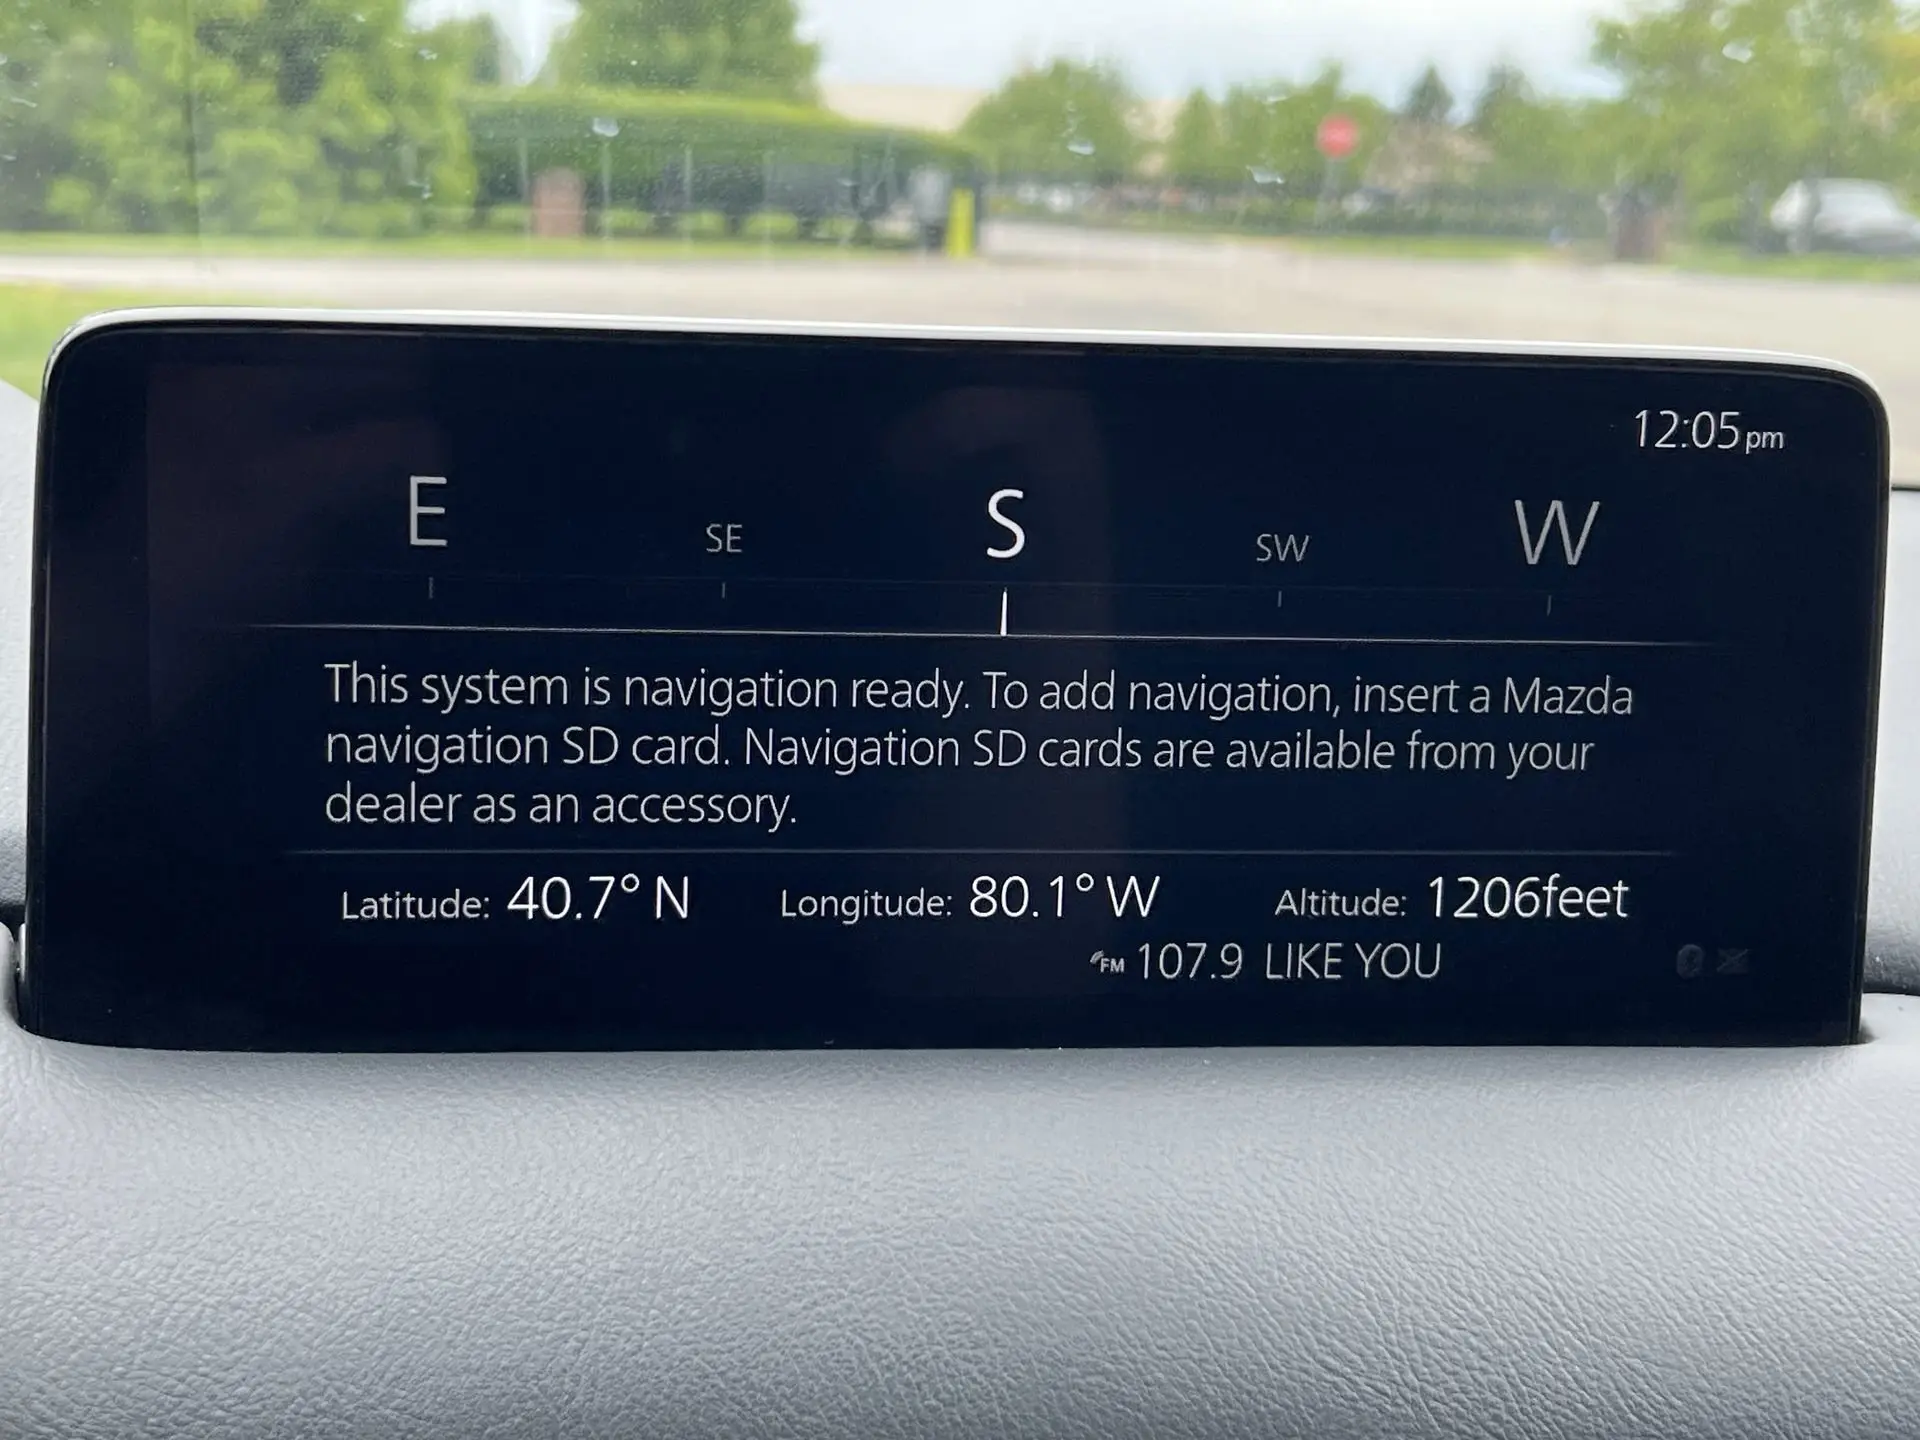 12:05pm
E SE S SW W
This system is navigation ready. To add navigation, insert a Mazda
navigation SD card. Navigation SD cards are available from your
dealer as an accessory.
Latitude: 40.7° N Longitude: 80.1° W Altitude: 1206feet
FM 107.9 LIKE YOU